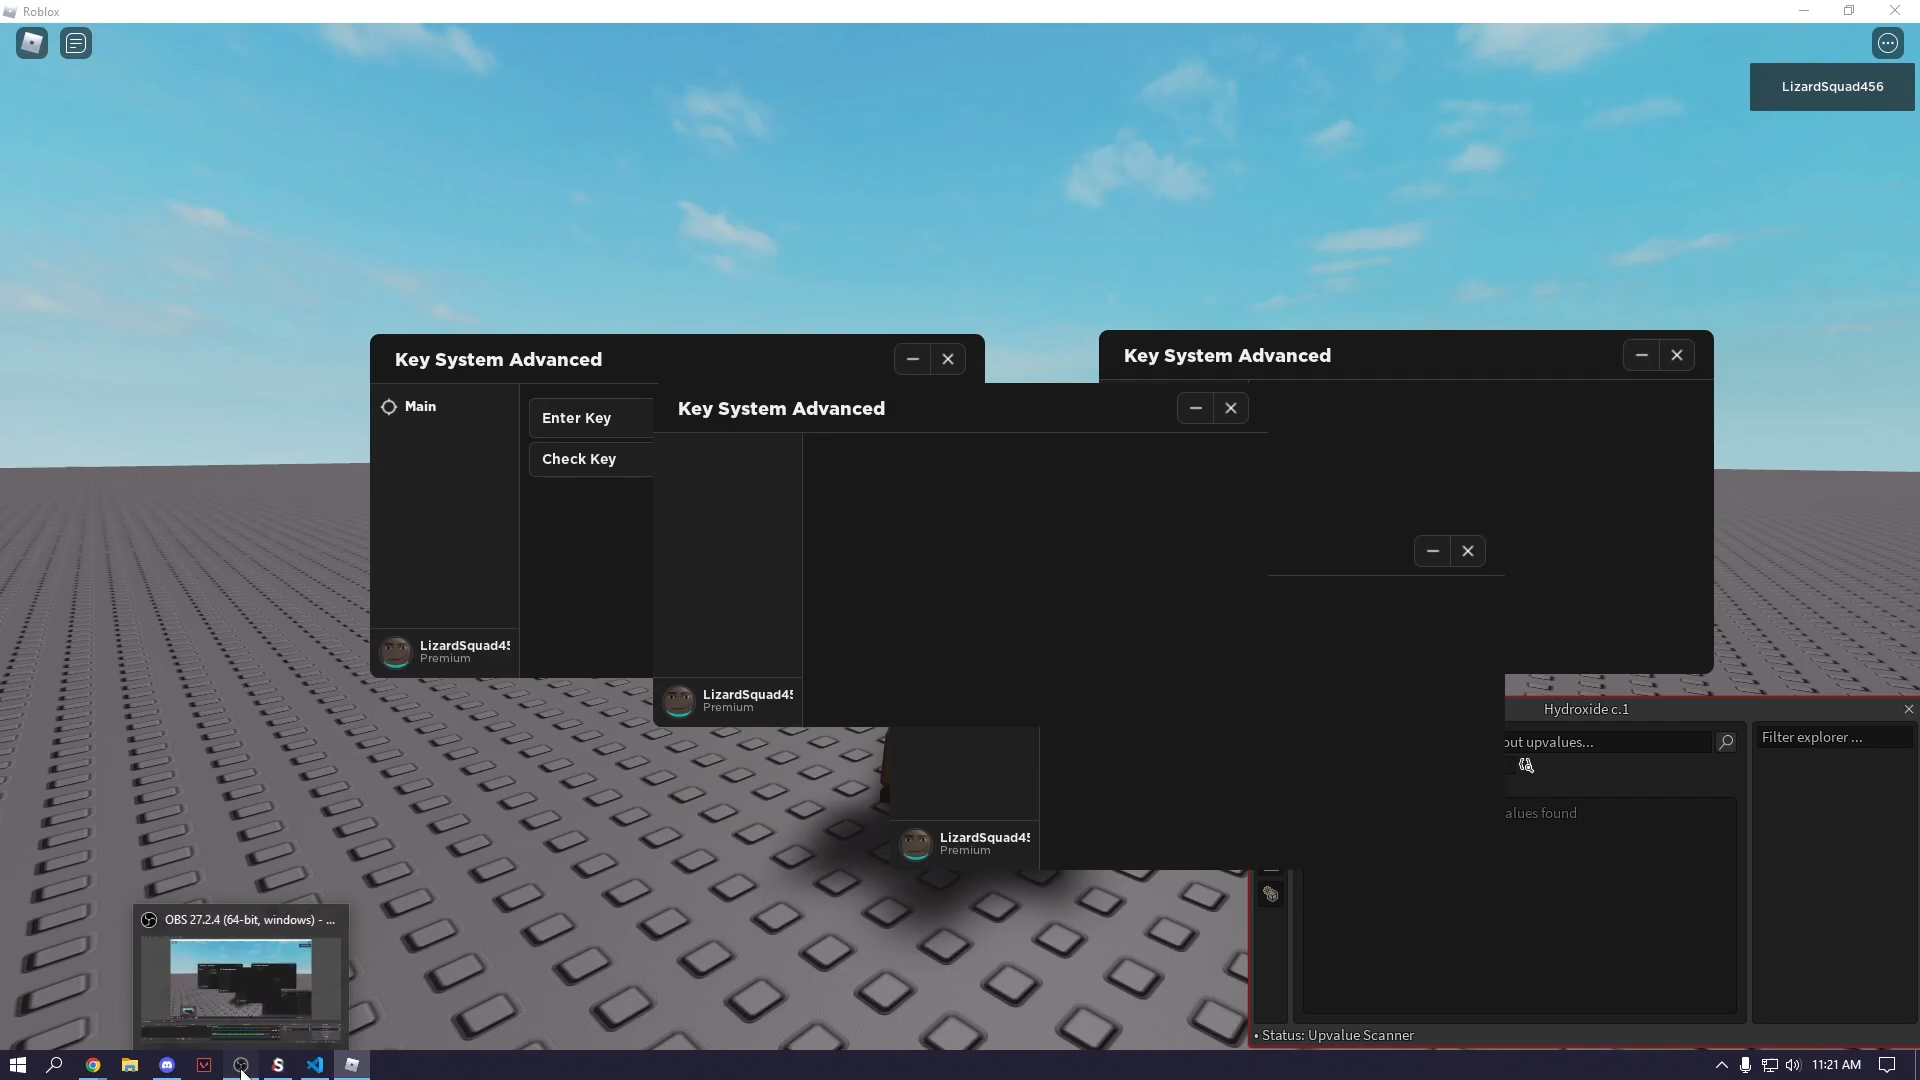 Roblox
LizardSquad456
Key System Advanced
Main
Enter Key
Check Key
LizardSquad45
Premium
Key System Advanced
LizardSquad45
Premium
Key System Advanced
LizardSquad45
Premium
Hydroxide c.1
out upvalues...
Filter explorer ...
alues found
• Status: Upvalue Scanner
OBS 27.2.4 (64-bit, windows) - ...
11:21 AM